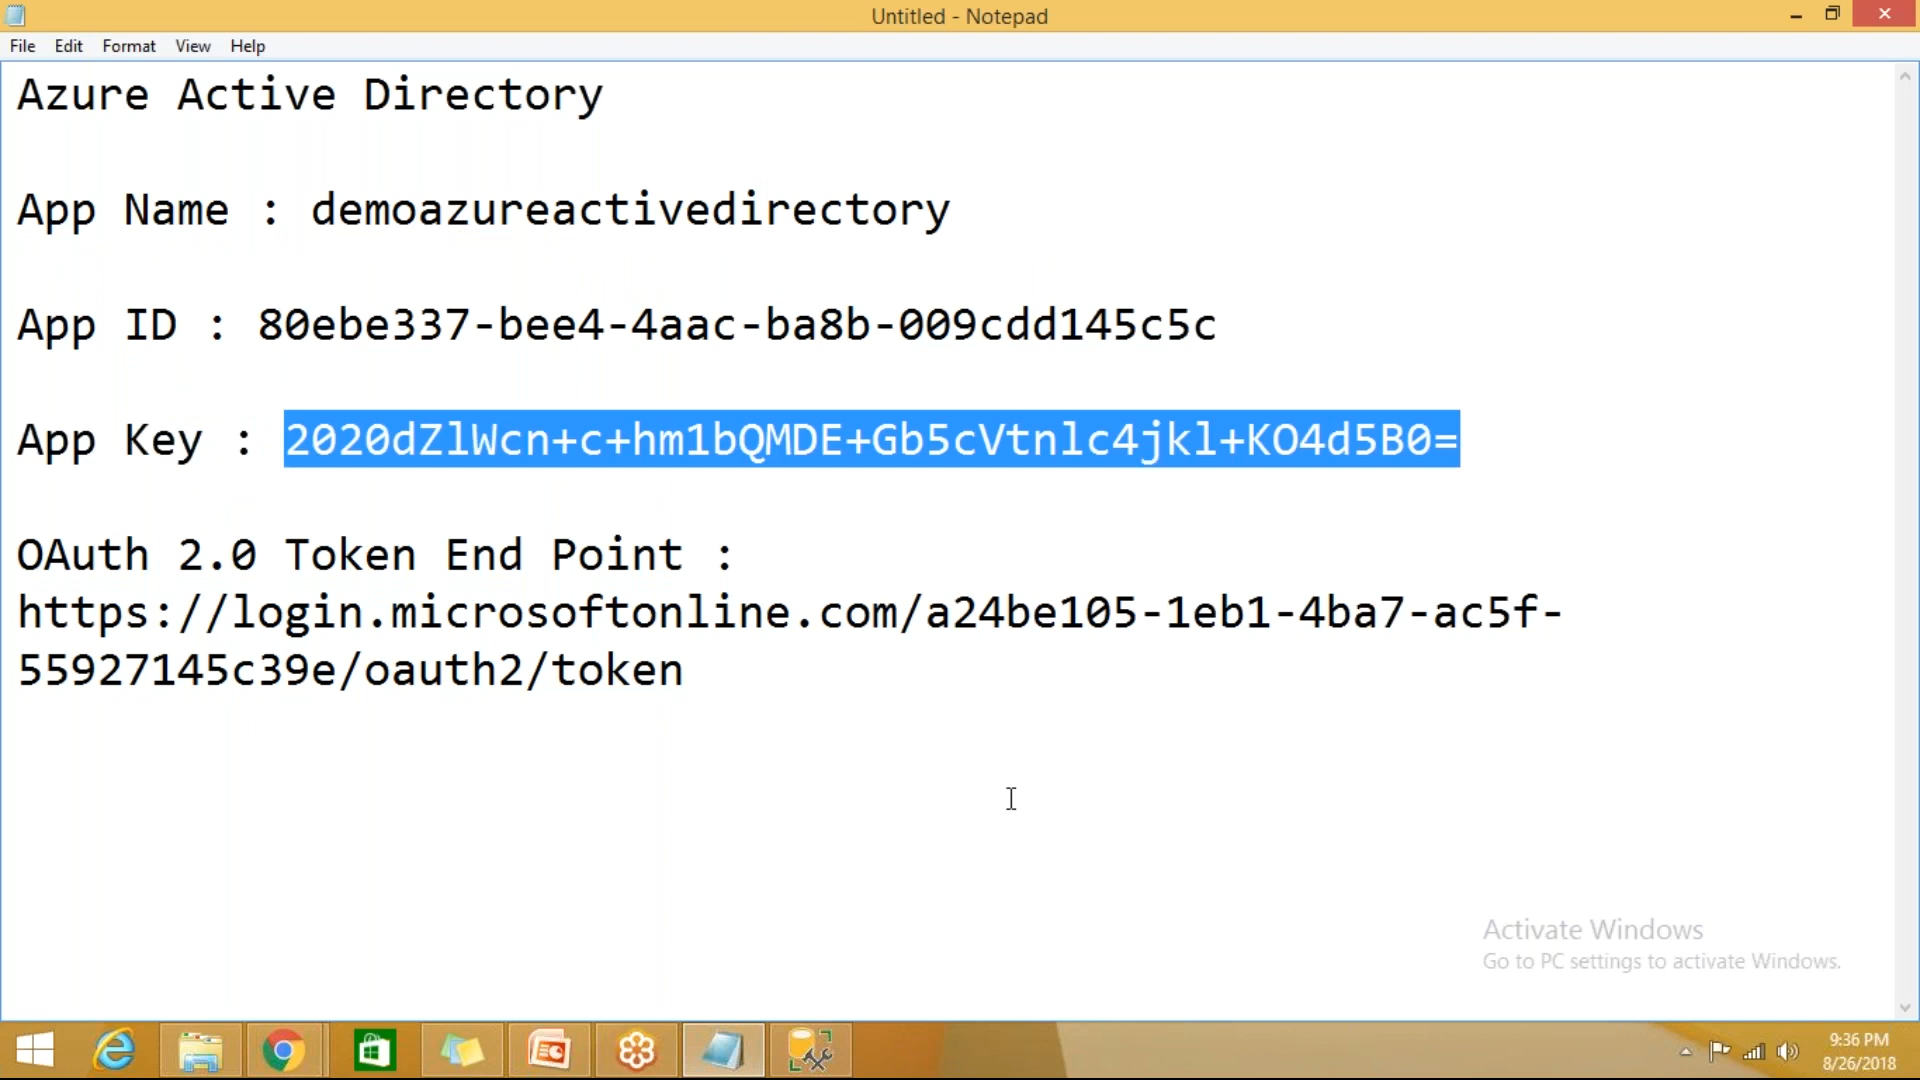 Untitled - Notepad
File Edit Format View Help
Azure Active Directory
App Name : demoazureactivedirectory
App ID : 80ebe337-bee4-4aac-ba8b-009cdd145c5c
App Key : 2020dZlWcn+c+hm1bQMDE+Gb5cVtnlc4jkl+KO4d5B0=
OAuth 2.0 Token End Point :
https://login.microsoftonline.com/a24be105-1eb1-4ba7-ac5f-
55927145c39e/oauth2/token
Activate Windows
Go to PC settings to activate Windows.
9:36 PM
8/26/2018